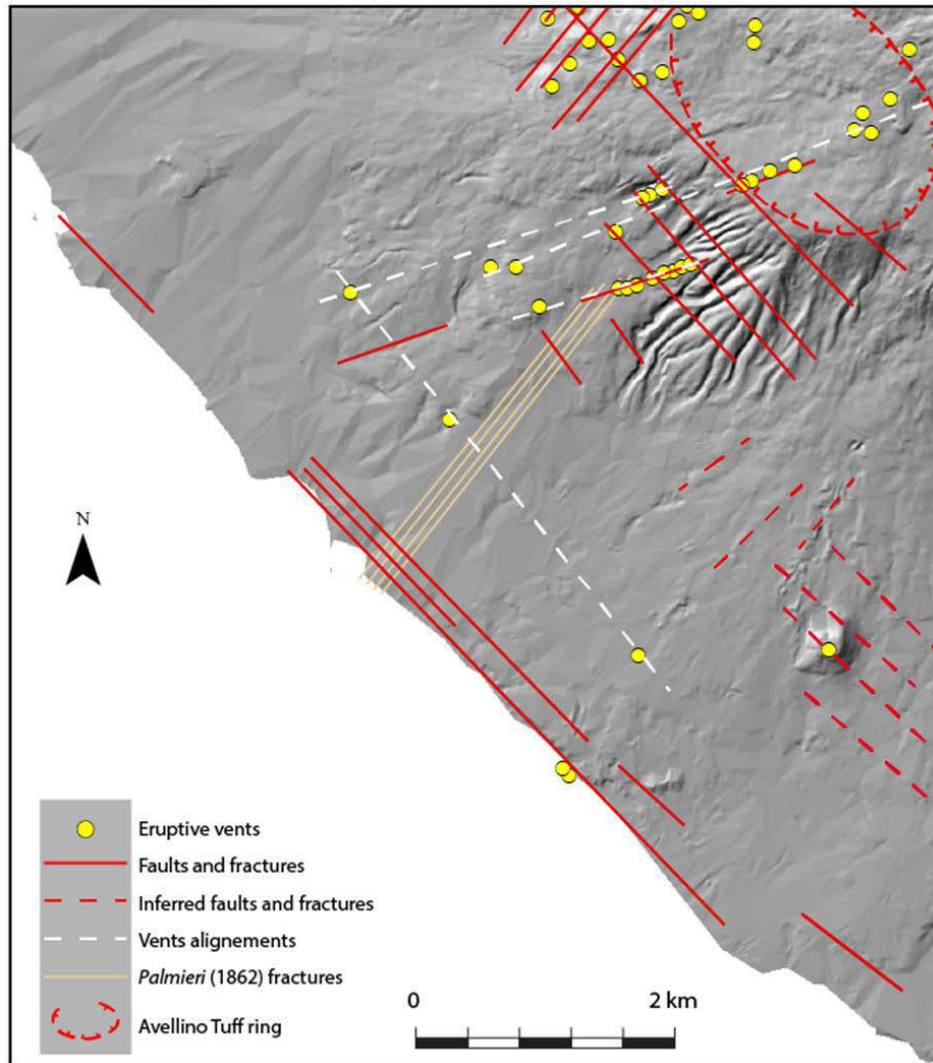 N
Eruptive vents
Faults and fractures
Inferred faults and fractures
Vents alignements
Palmieri (1862) fractures
Avellino Tuff ring
0 2 km